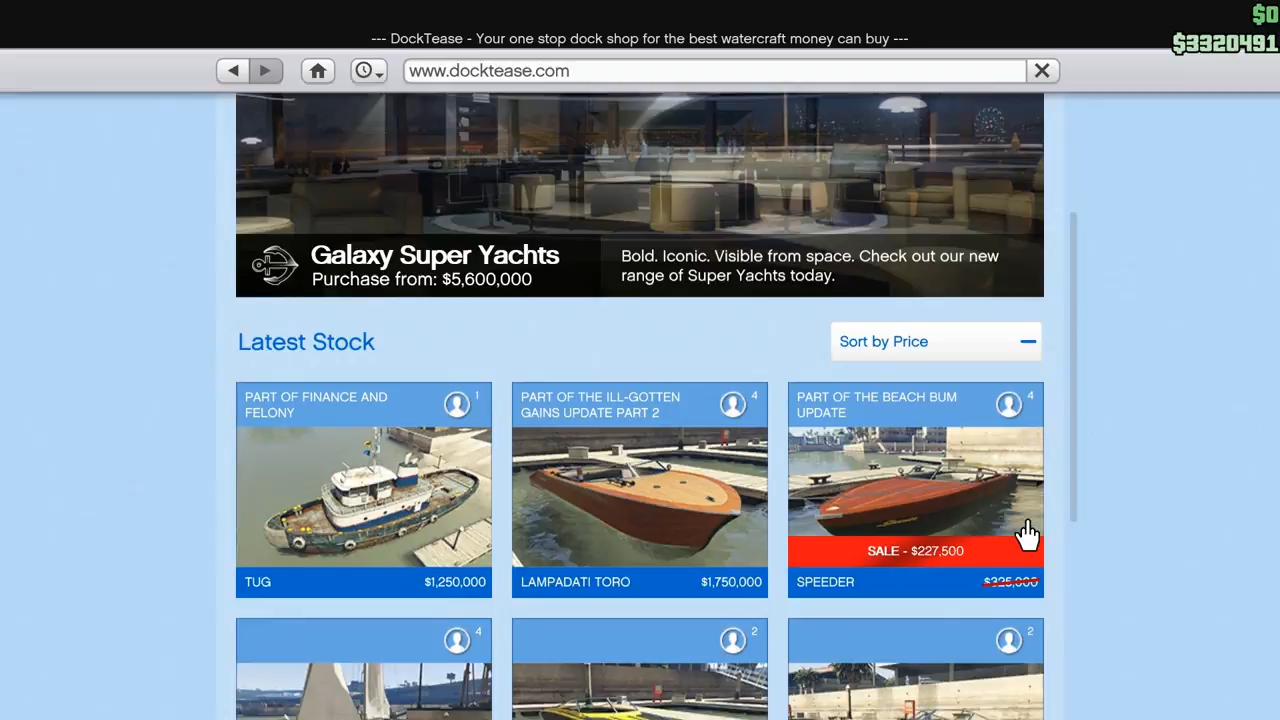 $0
--- DockTease - Your one stop dock shop for the best watercraft money can buy ---
$3320491
www.docktease.com
Galaxy Super Yachts
Purchase from: $5,600,000
Bold. Iconic. Visible from space. Check out our new
range of Super Yachts today.
Latest Stock
Sort by Price
PART OF FINANCE AND
FELONY
1
PART OF THE ILL-GOTTEN
GAINS UPDATE PART 2
4
PART OF THE BEACH BUM
UPDATE
4
SALE - $227,500
TUG
$1,250,000
LAMPADATI TORO
$1,750,000
SPEEDER
$325,000
4
2
2